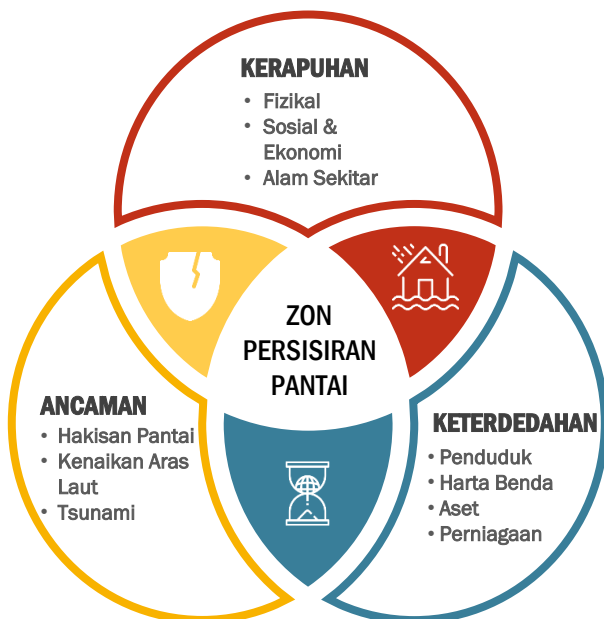 KERAPUHAN
• Fizikal
• Sosial &
Ekonomi
• Alam Sekitar
ZON
PERSISIRAN
PANTAI
ANCAMAN
• Hakisan Pantai
• Kenaikan Aras
Laut
• Tsunami
KETERDEDAHAN
• Penduduk
• Harta Benda
• Aset
• Perniagaan